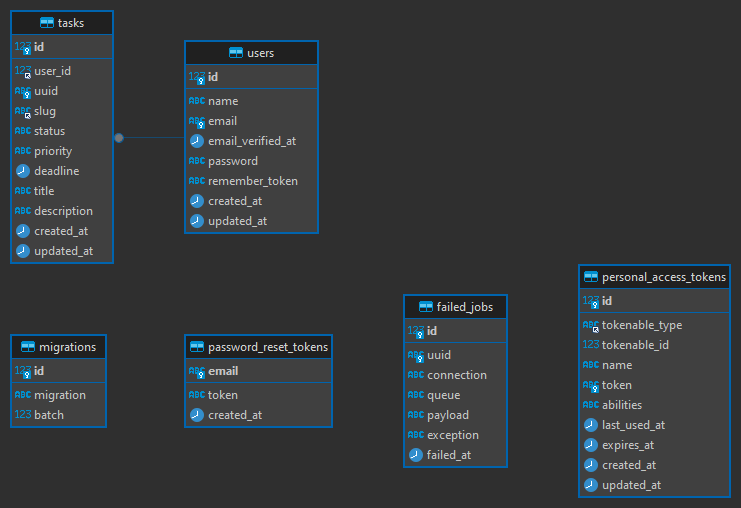 tasks
123 id
123 user_id
ABC uuid
ABC slug
ABC status
ABC priority
deadline
ABC title
ABC description
created_at
updated_at
users
123 id
ABC name
ABC email
email_verified_at
ABC password
ABC remember_token
created_at
updated_at
migrations
123 id
ABC migration
123 batch
password_reset_tokens
ABC email
ABC token
created_at
failed_jobs
123 id
ABC uuid
ABC connection
ABC queue
ABC payload
ABC exception
failed_at
personal_access_tokens
123 id
ABC tokenable_type
123 tokenable_id
ABC name
ABC token
ABC abilities
last_used_at
expires_at
created_at
updated_at